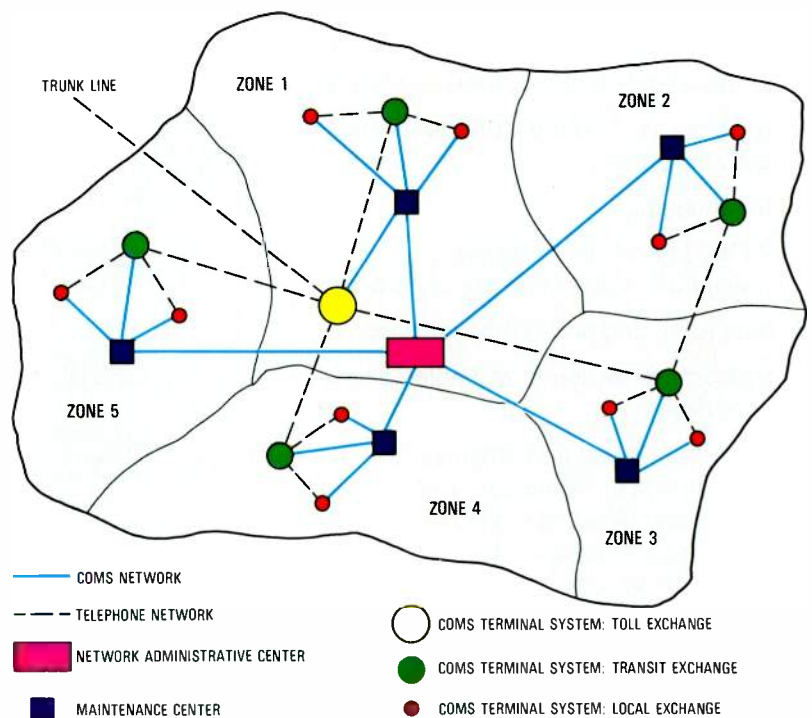 ZONE 1
TRUNK LINE
ZONE 2
ZONE 5
ZONE 4
ZONE 3
COMS NETWORK
TELEPHONE NETWORK
NETWORK ADMINISTRATIVE CENTER
MAINTENANCE CENTER
COMS TERMINAL SYSTEM: TOLL EXCHANGE
COMS TERMINAL SYSTEM: TRANSIT EXCHANGE
COMS TERMINAL SYSTEM: LOCAL EXCHANGE